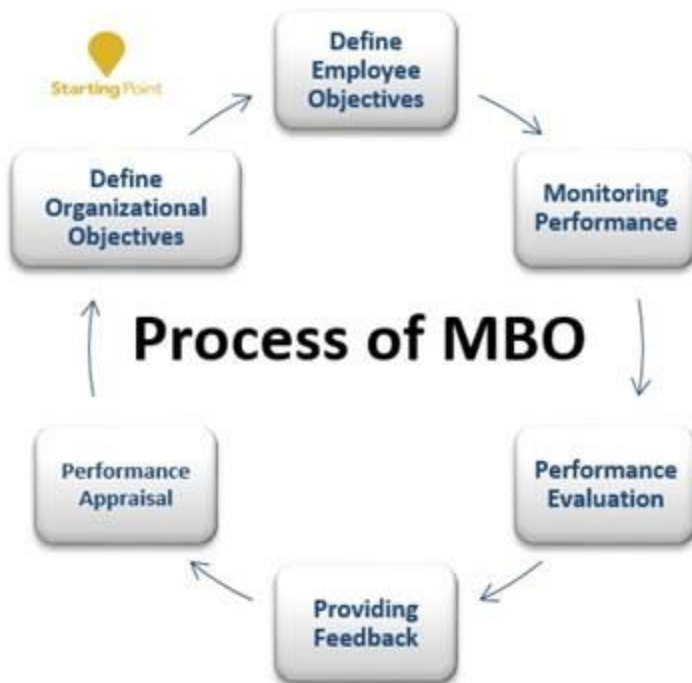 Starting Point
Define
Employee
Objectives
Define
Organizational
Objectives
Monitoring
Performance
Process of MBO
Performance
Appraisal
Performance
Evaluation
Providing
Feedback